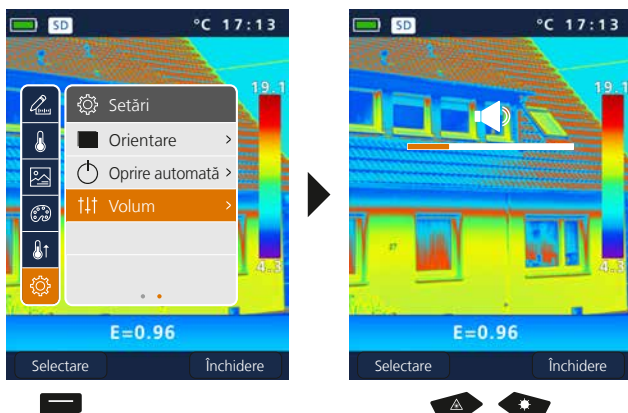 SD °C 17:13
19.1
Setări
Orientare
Oprire automată
Volum
4.3
E=0.96
Selectare Închidere
SD °C 17:13
19.1
27
4.3
E=0.96
Selectare Închidere